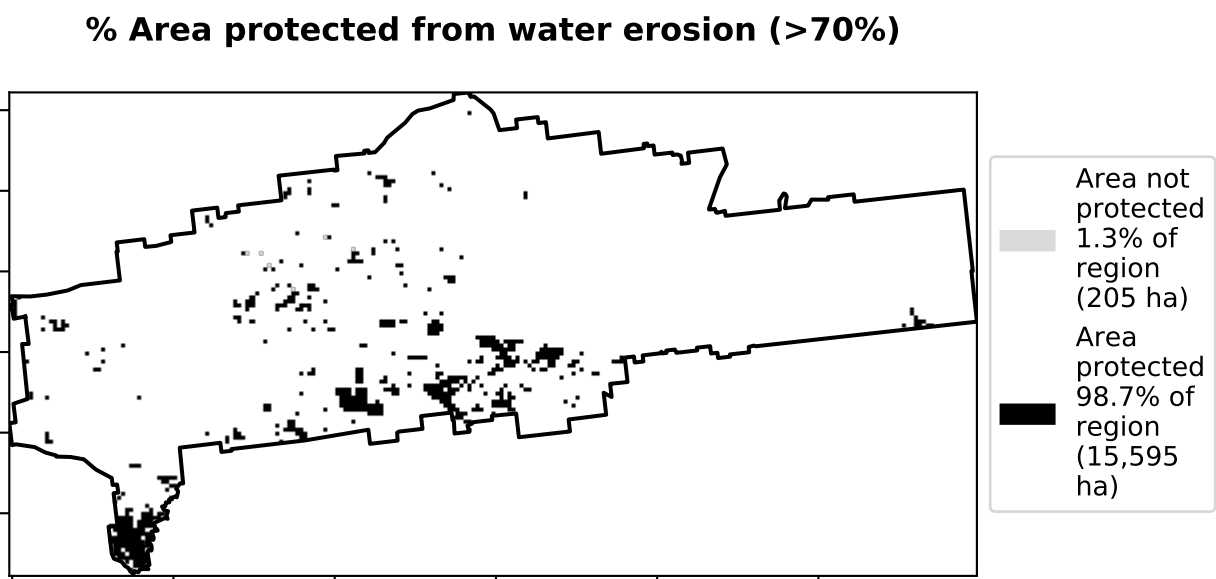 % Area protected from water erosion (>70%)
Area not
protected
1.3% of
region
(205 ha)
Area
protected
98.7% of
region
(15,595
ha)